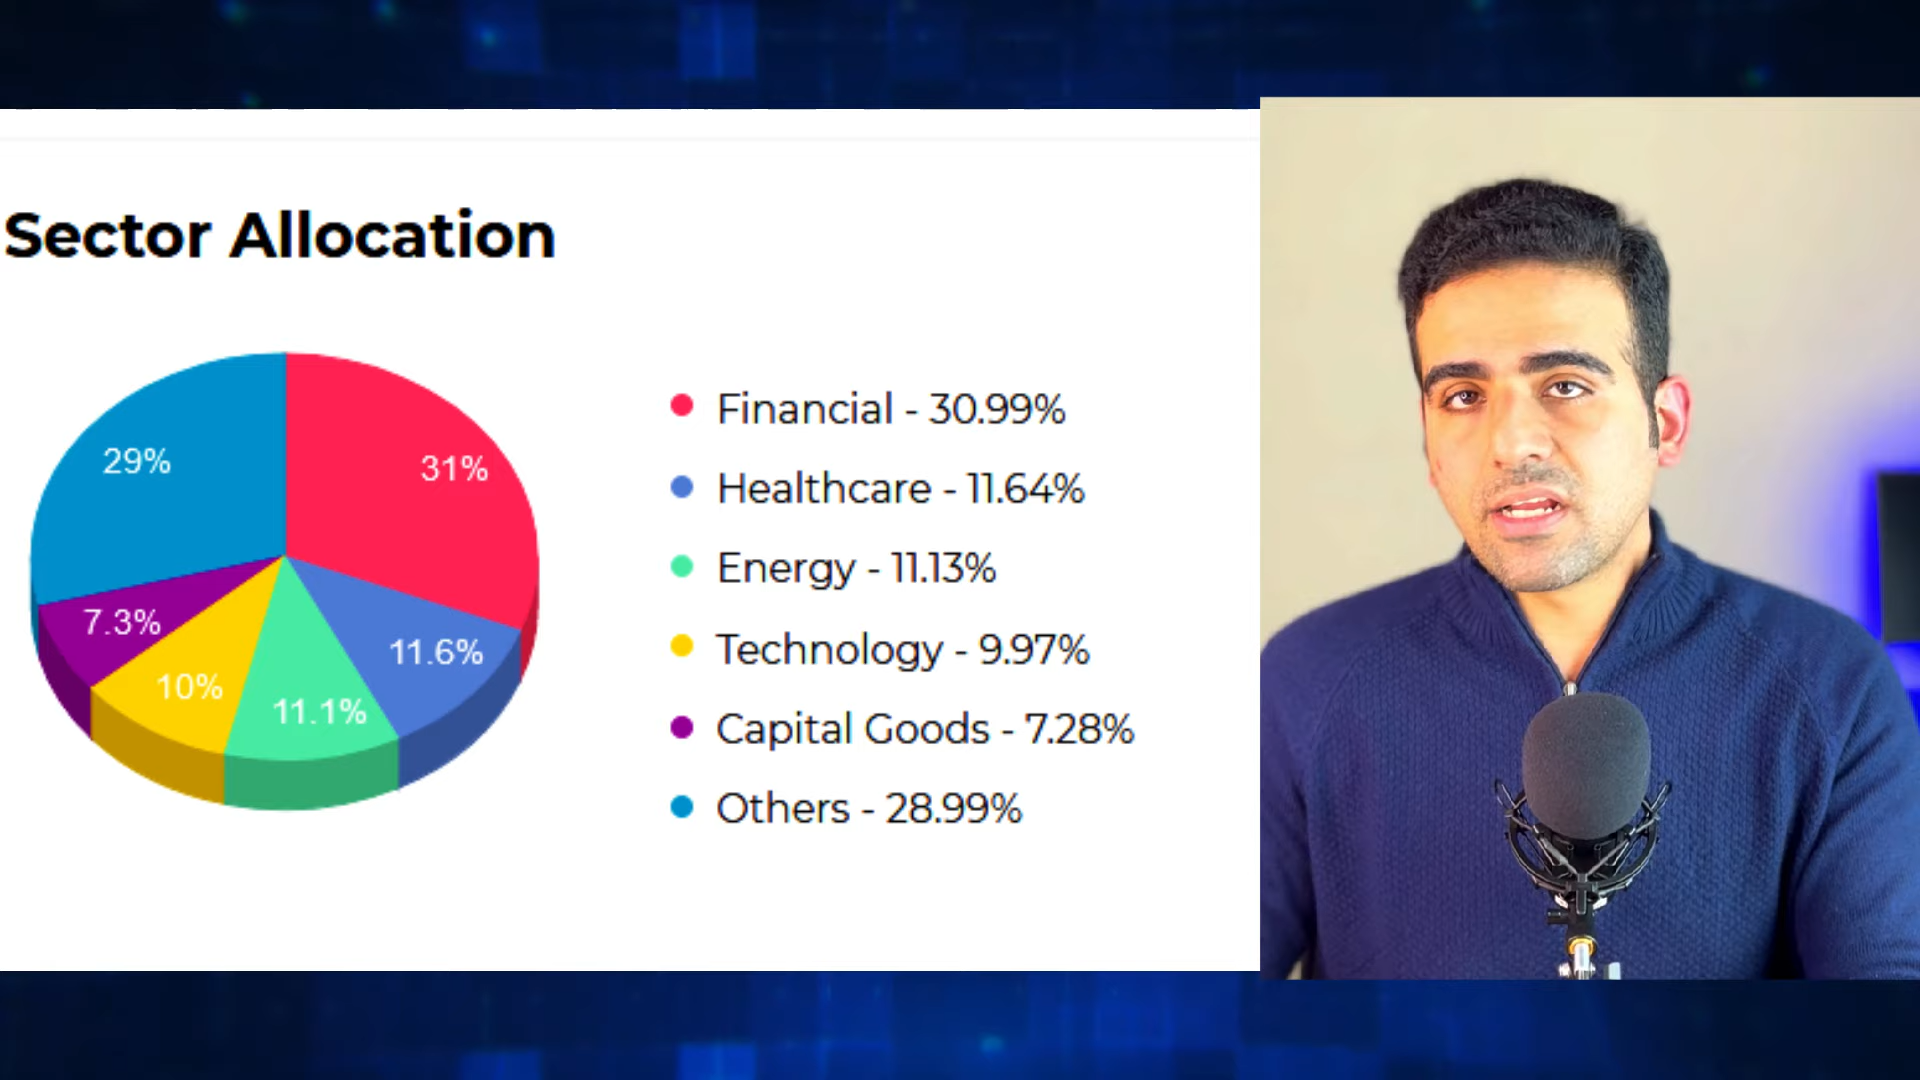 Sector Allocation
29%
31%
7.3%
11.6%
10%
11.1%
Financial - 30.99%
Healthcare - 11.64%
Energy - 11.13%
Technology - 9.97%
Capital Goods - 7.28%
Others - 28.99%